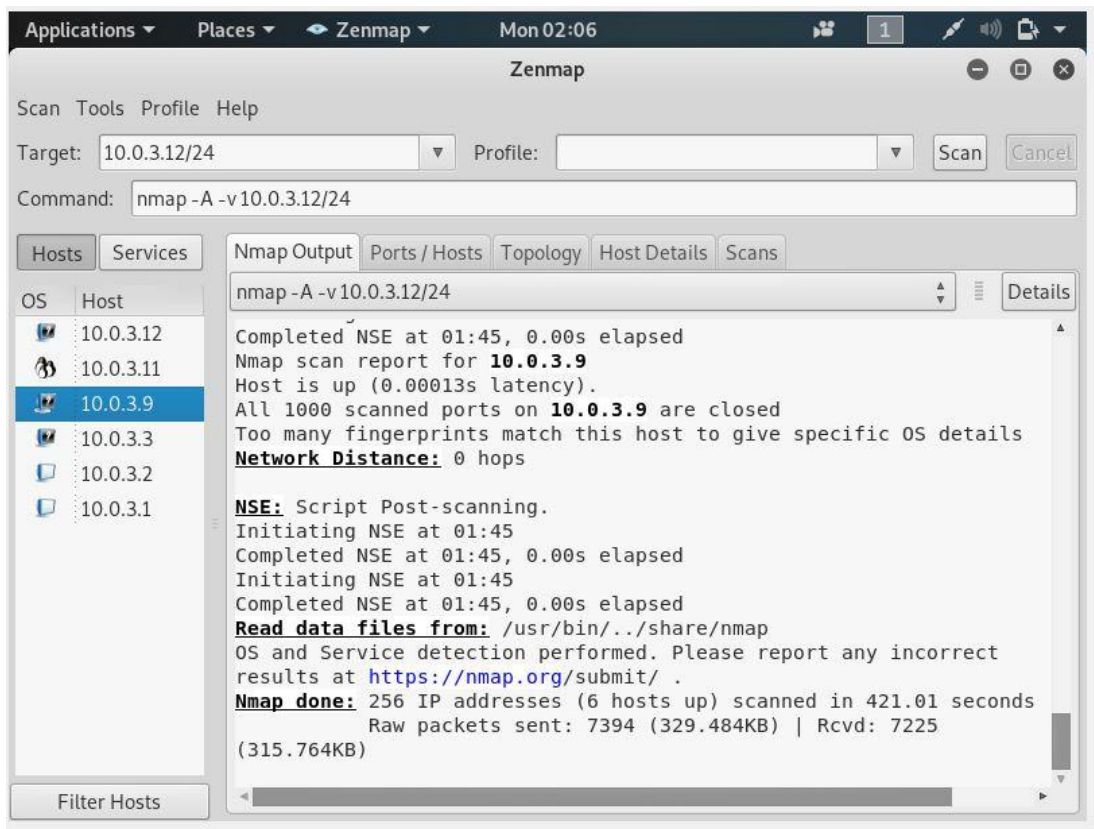 Applications Places Zenmap Mon 02:06 1
Zenmap
Scan Tools Profile Help
Target: 10.0.3.12/24 Profile: Scan Cancel
Command: nmap -A -v 10.0.3.12/24
Hosts Services
OS Host
10.0.3.12
10.0.3.11
10.0.3.9
10.0.3.3
10.0.3.2
10.0.3.1
Filter Hosts
Nmap Output Ports / Hosts Topology Host Details Scans
nmap -A -v 10.0.3.12/24 Details
Completed NSE at 01:45, 0.00s elapsed
Nmap scan report for 10.0.3.9
Host is up (0.00013s latency).
All 1000 scanned ports on 10.0.3.9 are closed
Too many fingerprints match this host to give specific OS details
Network Distance: 0 hops
NSE: Script Post-scanning.
Initiating NSE at 01:45
Completed NSE at 01:45, 0.00s elapsed
Initiating NSE at 01:45
Completed NSE at 01:45, 0.00s elapsed
Read data files from: /usr/bin/../share/nmap
OS and Service detection performed. Please report any incorrect
results at https://nmap.org/submit/ .
Nmap done: 256 IP addresses (6 hosts up) scanned in 421.01 seconds
Raw packets sent: 7394 (329.484KB) | Rcvd: 7225
(315.764KB)